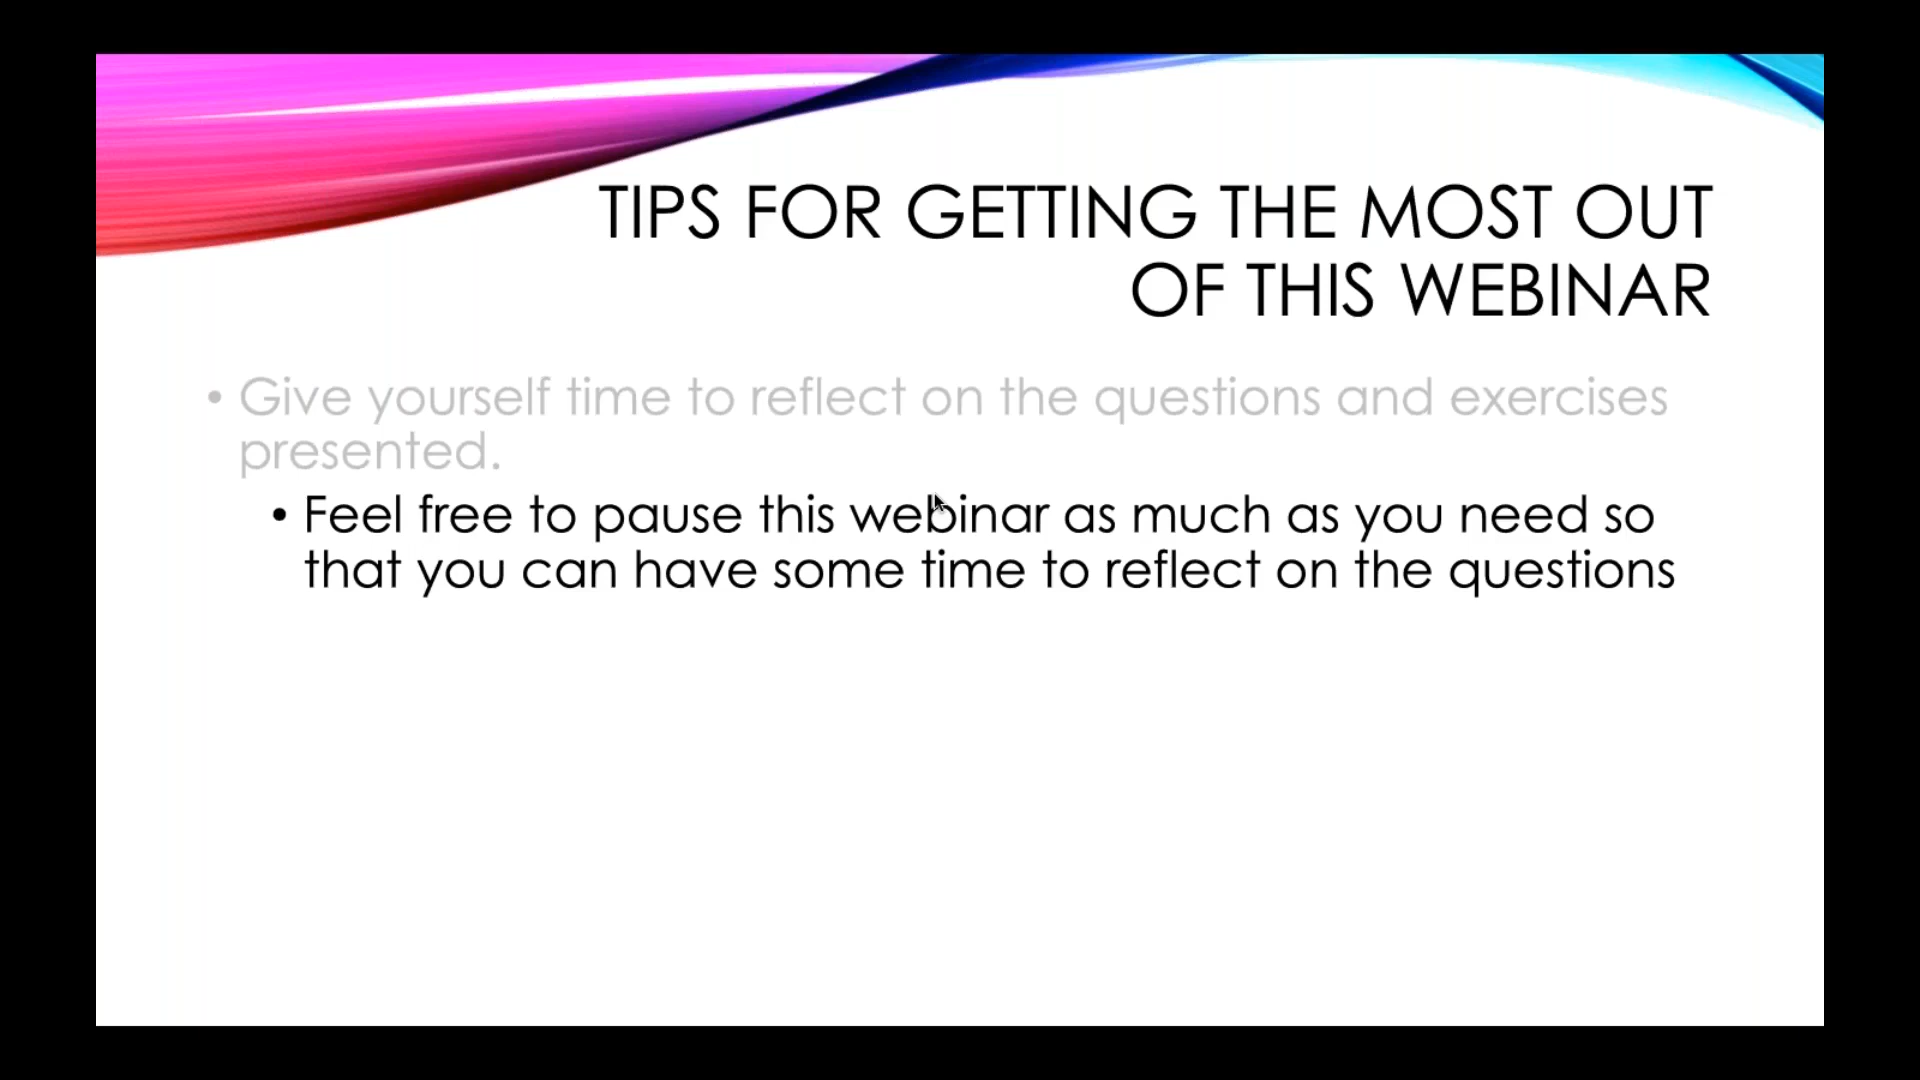 TIPS FOR GETTING THE MOST OUT
OF THIS WEBINAR
• Give yourself time to reflect on the questions and exercises
presented.
• Feel free to pause this webinar as much as you need so
that you can have some time to reflect on the questions